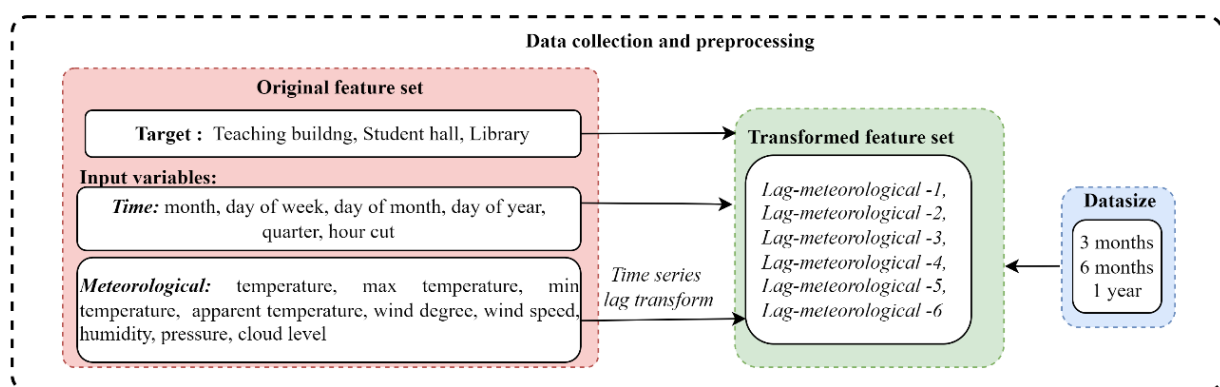 Data collection and preprocessing
Original feature set
Target : Teaching buildng, Student hall, Library
Input variables:
Time: month, day of week, day of month, day of year,
quarter, hour cut
Meteorological: temperature, max temperature, min
temperature, apparent temperature, wind degree, wind speed,
humidity, pressure, cloud level
Time series
lag transform
Transformed feature set
Lag-meteorological -1,
Lag-meteorological -2,
Lag-meteorological -3,
Lag-meteorological -4,
Lag-meteorological -5,
Lag-meteorological -6
Datasize
3 months
6 months
1 year